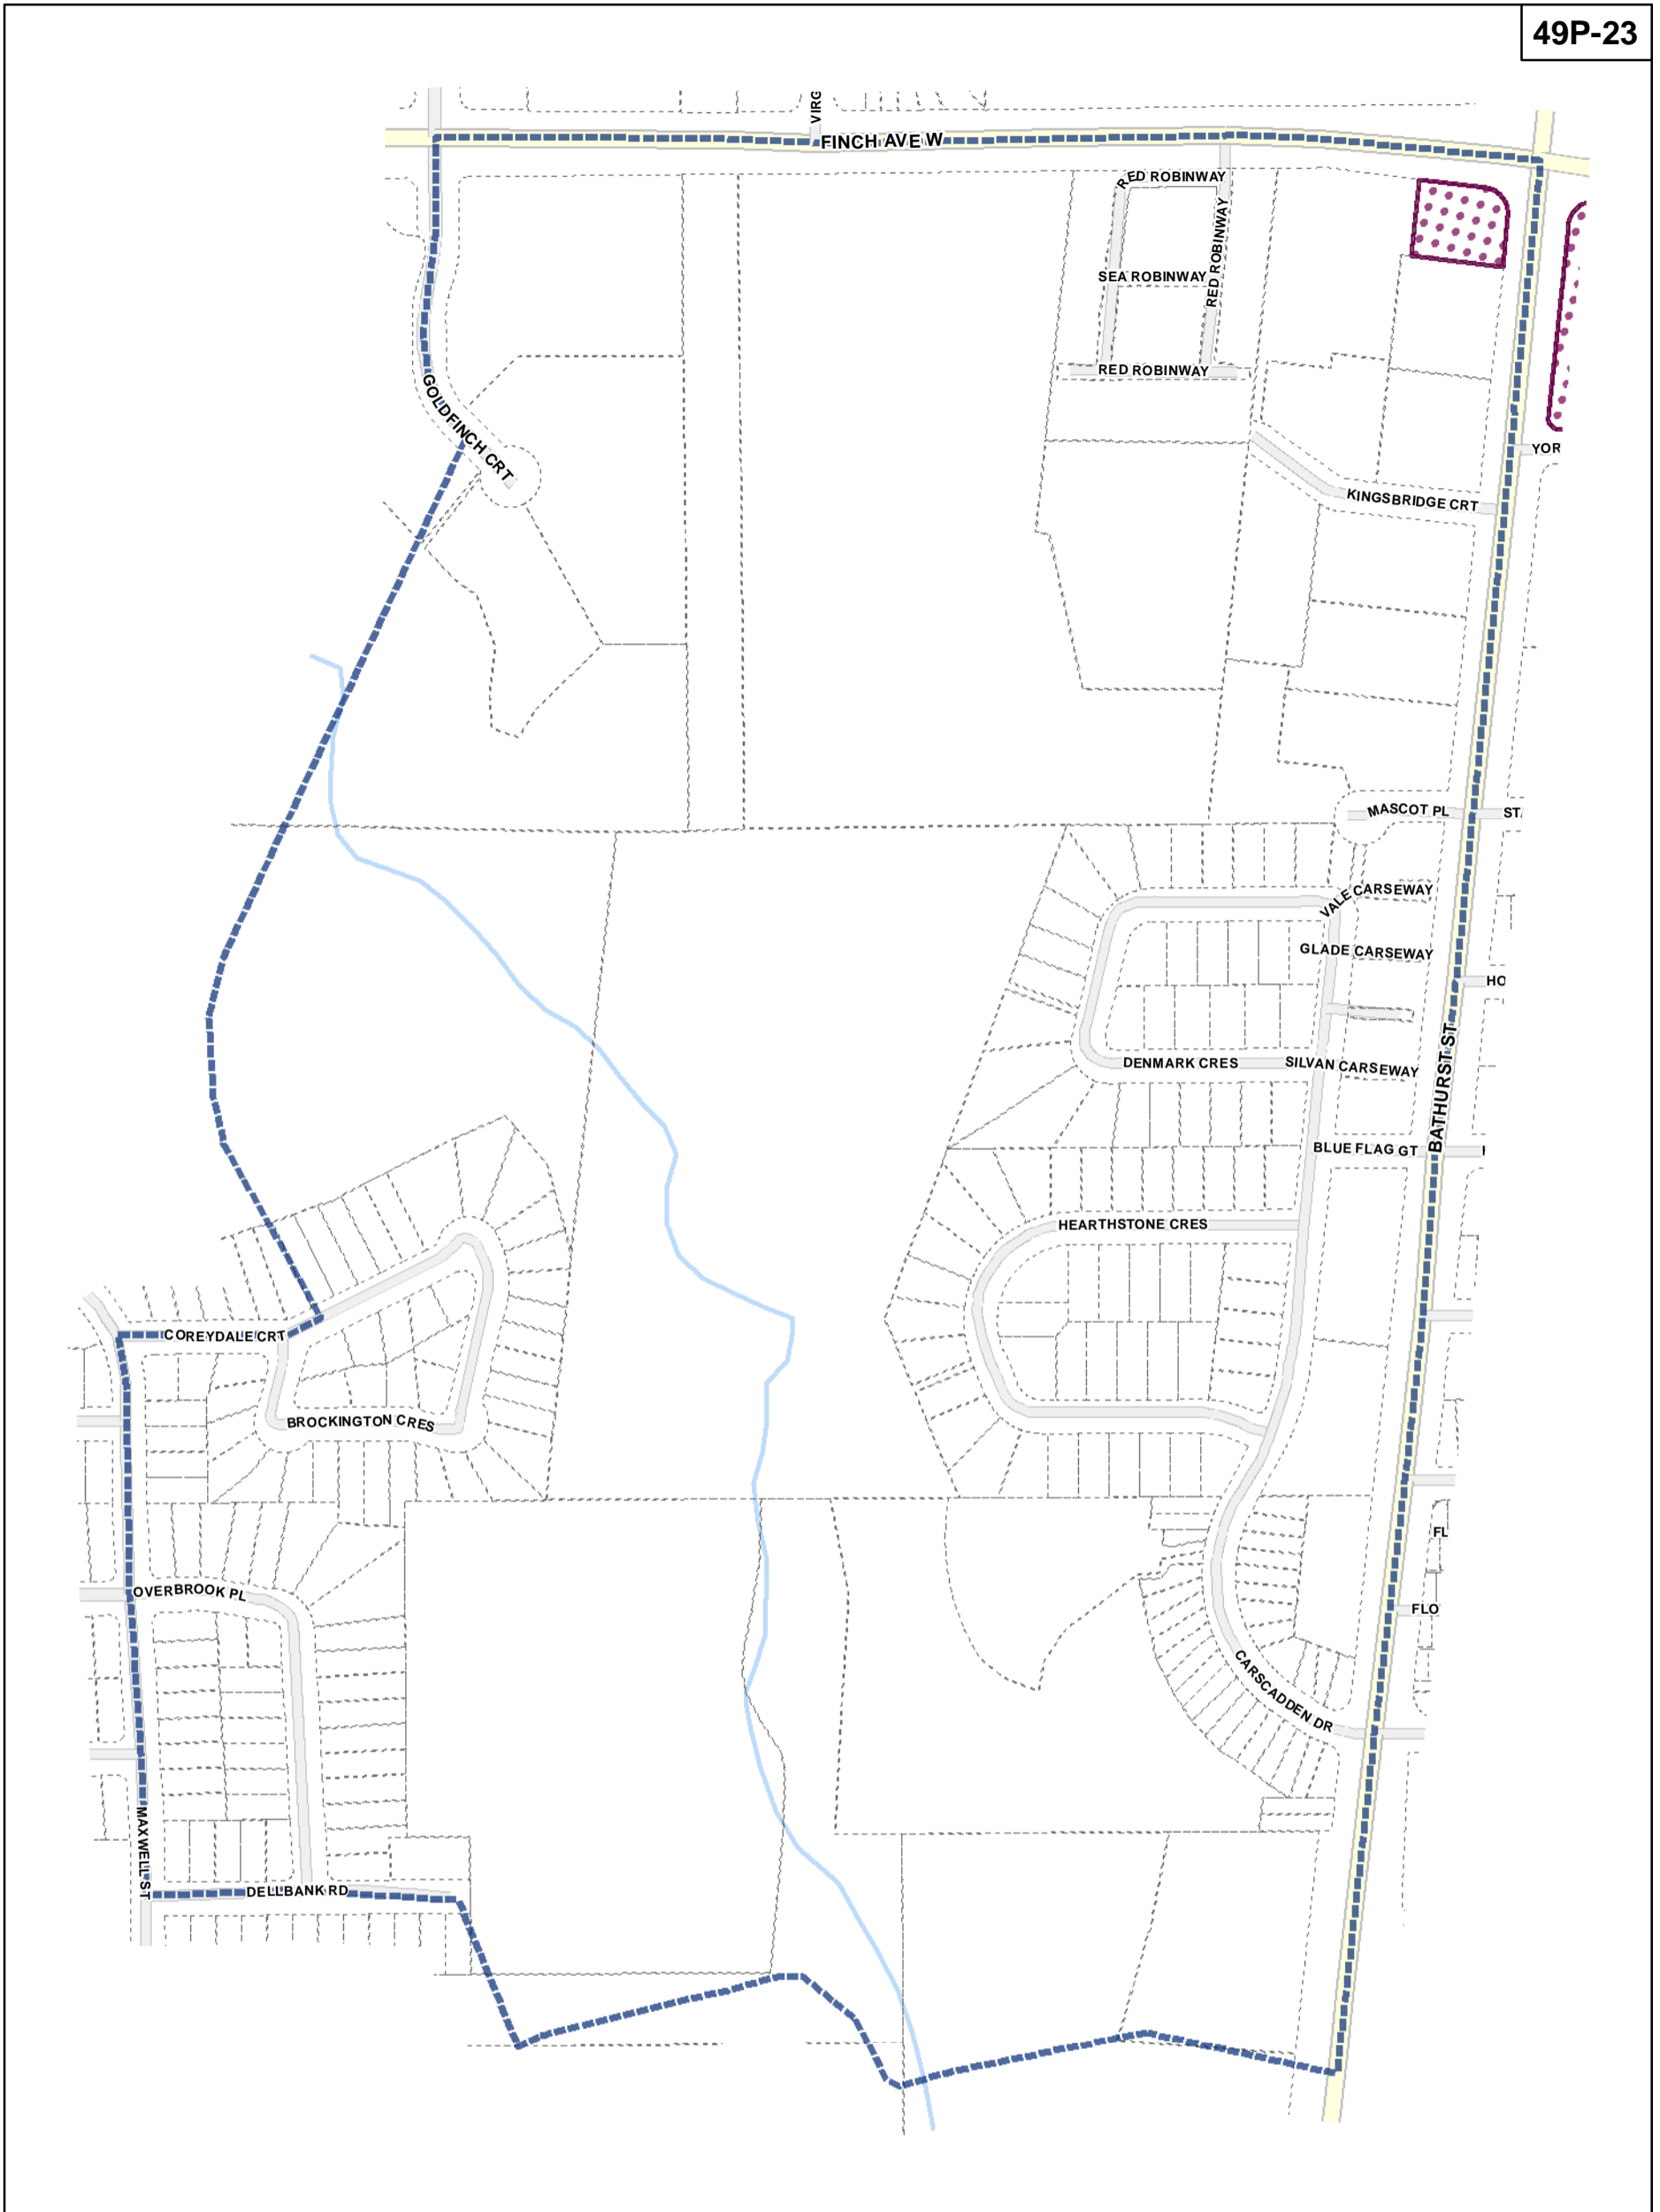 49P-23
VIRG
FINCH AVE W
RED ROBINWAY
RED ROBINWAY
SEA ROBINWAY
RED ROBINWAY
GOLDFINCH CRT
YOR
KINGSBRIDGE CRT
MASCOT PL
VALE CARSEWAY
GLADE CARSEWAY
HO
BATHURST ST
DENMARK CRES
SILVAN CARSEWAY
BLUE FLAG GT
HEARTHSTONE CRES
COREYDALE CRT
BROCKINGTON CRES
FL
OVERBROOK PL
FLO
CARSCADDEN DR
MAXWELL ST
DELLBANK RD